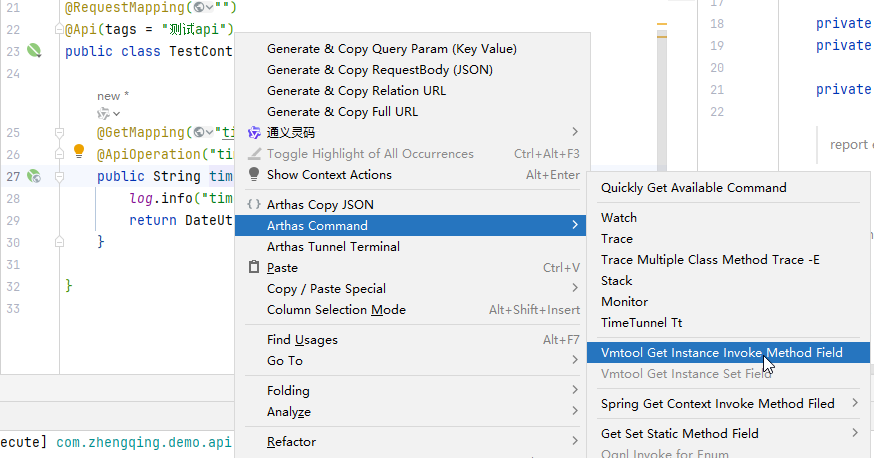 21 @RequestMapping("")
22 @Api(tags = "测试api")
23 public class TestCont
24
new *
25 @GetMapping("ti
26 @ApiOperation("tim
27 public String tim
28 log.info("tim
29 return DateUt
30 }
31
32 }
33
Generate & Copy Query Param (Key Value)
Generate & Copy RequestBody (JSON)
Generate & Copy Relation URL
Generate & Copy Full URL
通义灵码
Toggle Highlight of All Occurrences Ctrl+Alt+F3
Show Context Actions Alt+Enter
Arthas Copy JSON
Arthas Command
Arthas Tunnel Terminal
Paste Ctrl+V
Copy / Paste Special
Column Selection Mode Alt+Shift+Insert
Find Usages Alt+F7
Go To
Folding
Analyze
Refactor
17
18 private
19 private
20
21 private
22
report e
Quickly Get Available Command
Watch
Trace
Trace Multiple Class Method Trace -E
Stack
Monitor
TimeTunnel Tt
Vmtool Get Instance Invoke Method Field
Vmtool Get Instance Set Field
Spring Get Context Invoke Method Filed
Get Set Static Method Field
Ognl Invoke for Enum
ecute] com.zhengqing.demo.api